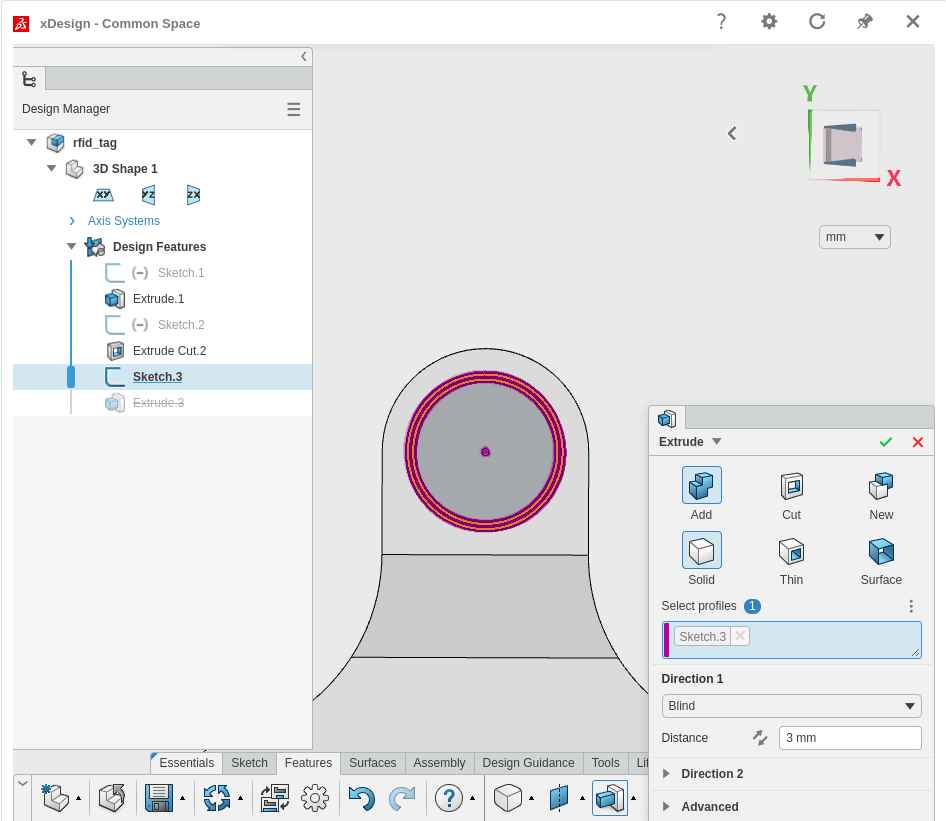 xDesign - Common Space
?
Design Manager
rfid_tag
3D Shape 1
XY YZ ZX
Axis Systems
Design Features
(–) Sketch.1
Extrude.1
(–) Sketch.2
Extrude Cut.2
Sketch.3
Extrude.3
Y
X
mm
Extrude
Add Cut New
Solid Thin Surface
Select profiles 1
Sketch.3
Direction 1
Blind
Distance 3 mm
Direction 2
Advanced
Essentials Sketch Features Surfaces Assembly Design Guidance Tools Lif
?